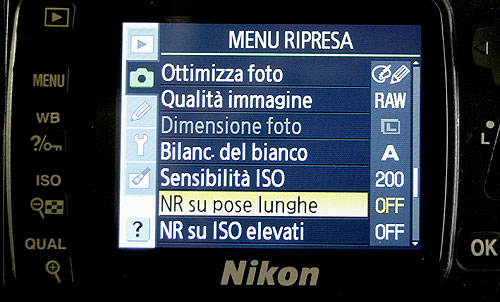 MENU RIPRESA
Ottimizza foto
Qualità immagine RAW
Dimensione foto L
Bilanc. del bianco A
Sensibilità ISO 200
NR su pose lunghe OFF
NR su ISO elevati OFF
?
MENU
WB
?/
ISO
QUAL
L
OK
Nikon